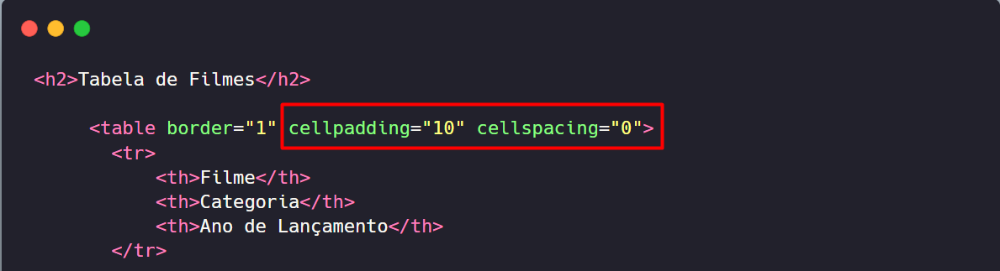 <h2>Tabela de Filmes</h2>
<table border="1" cellpadding="10" cellspacing="0">
<tr>
<th>Filme</th>
<th>Categoria</th>
<th>Ano de Lançamento</th>
</tr>